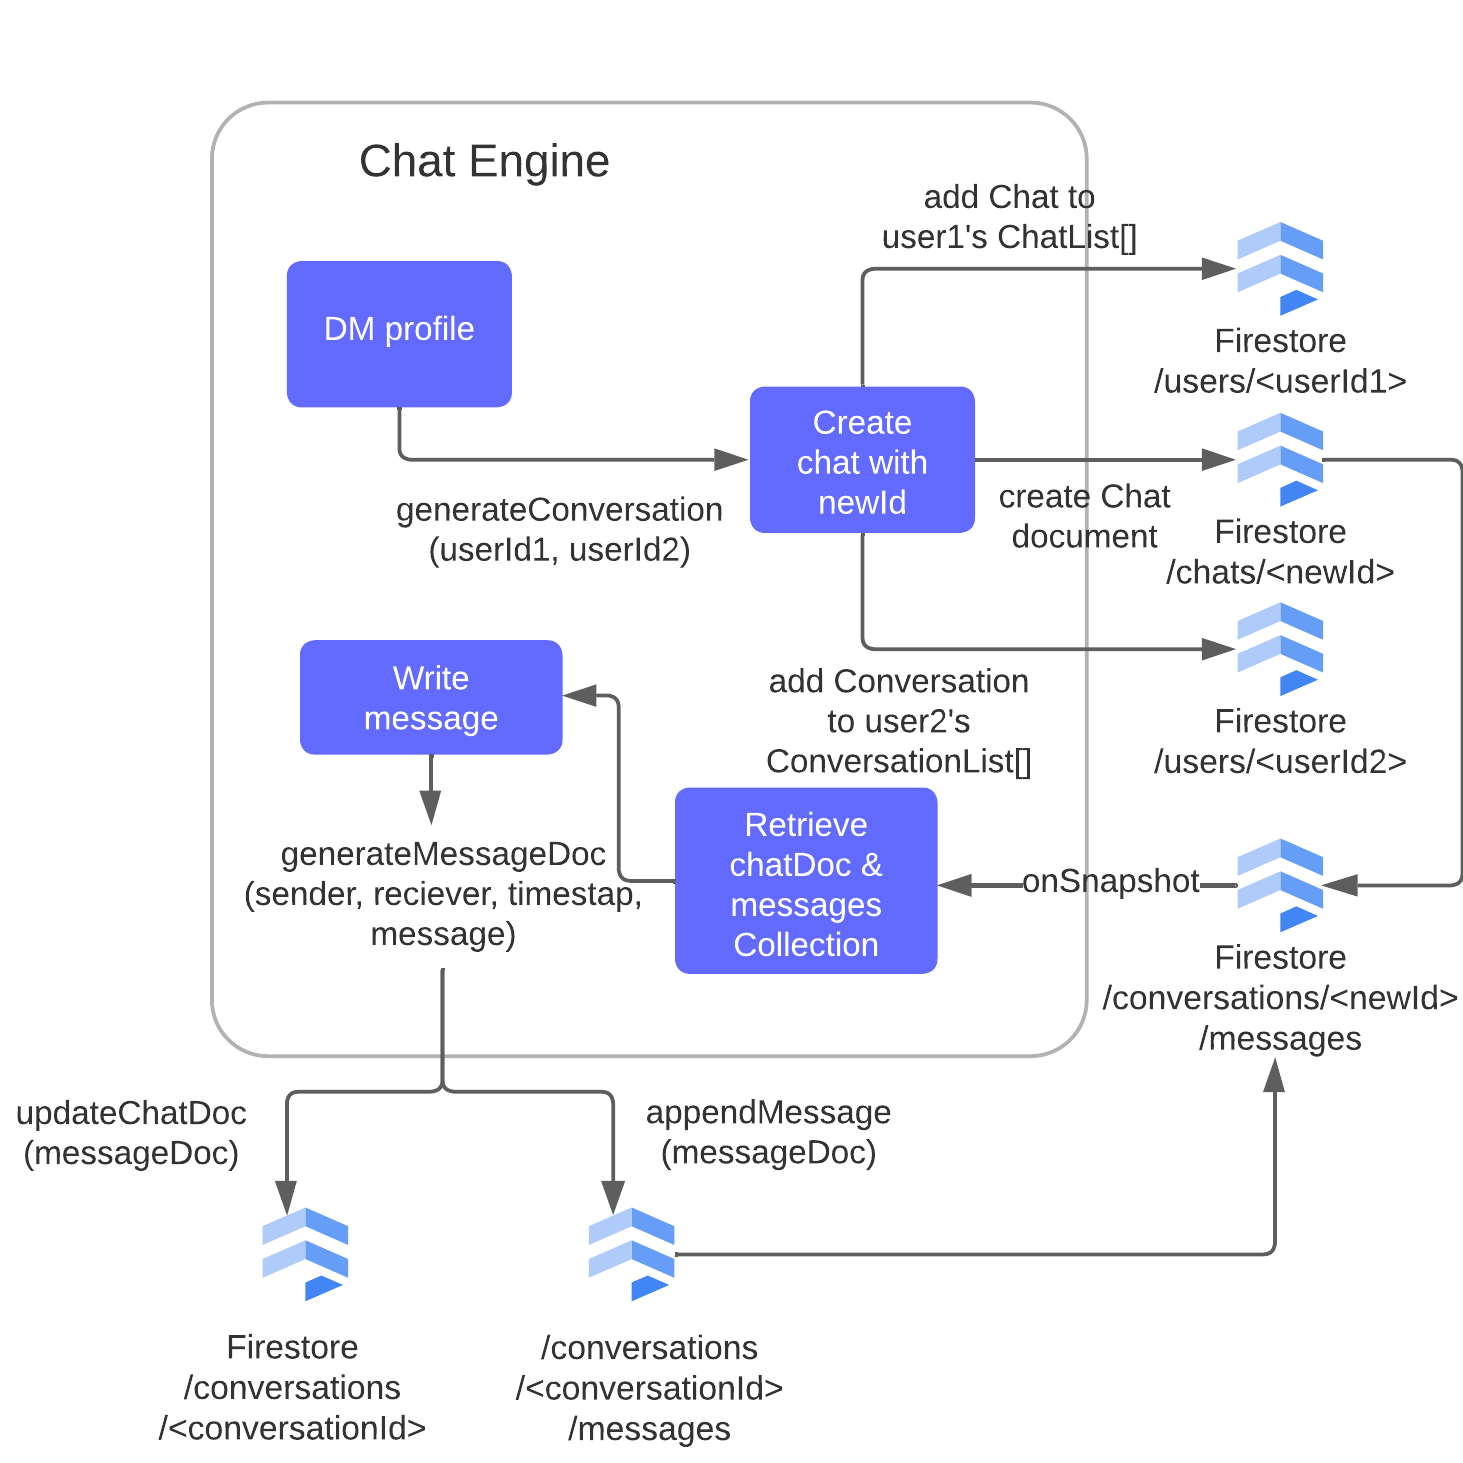 Chat Engine
add Chat to
user1's ChatList[]
DM profile
Firestore
/users/<userId1>
Create
chat with
newId
generateConversation
(userId1, userId2)
create Chat
document
Firestore
/chats/<newId>
Write
message
add Conversation
to user2's
ConversationList[]
Firestore
/users/<userId2>
Retrieve
chatDoc &
messages
Collection
onSnapshot
generateMessageDoc
(sender, reciever, timestap,
message)
Firestore
/conversations/<newId>
/messages
updateChatDoc
(messageDoc)
appendMessage
(messageDoc)
Firestore
/conversations
/<conversationId>
/conversations
/<conversationId>
/messages